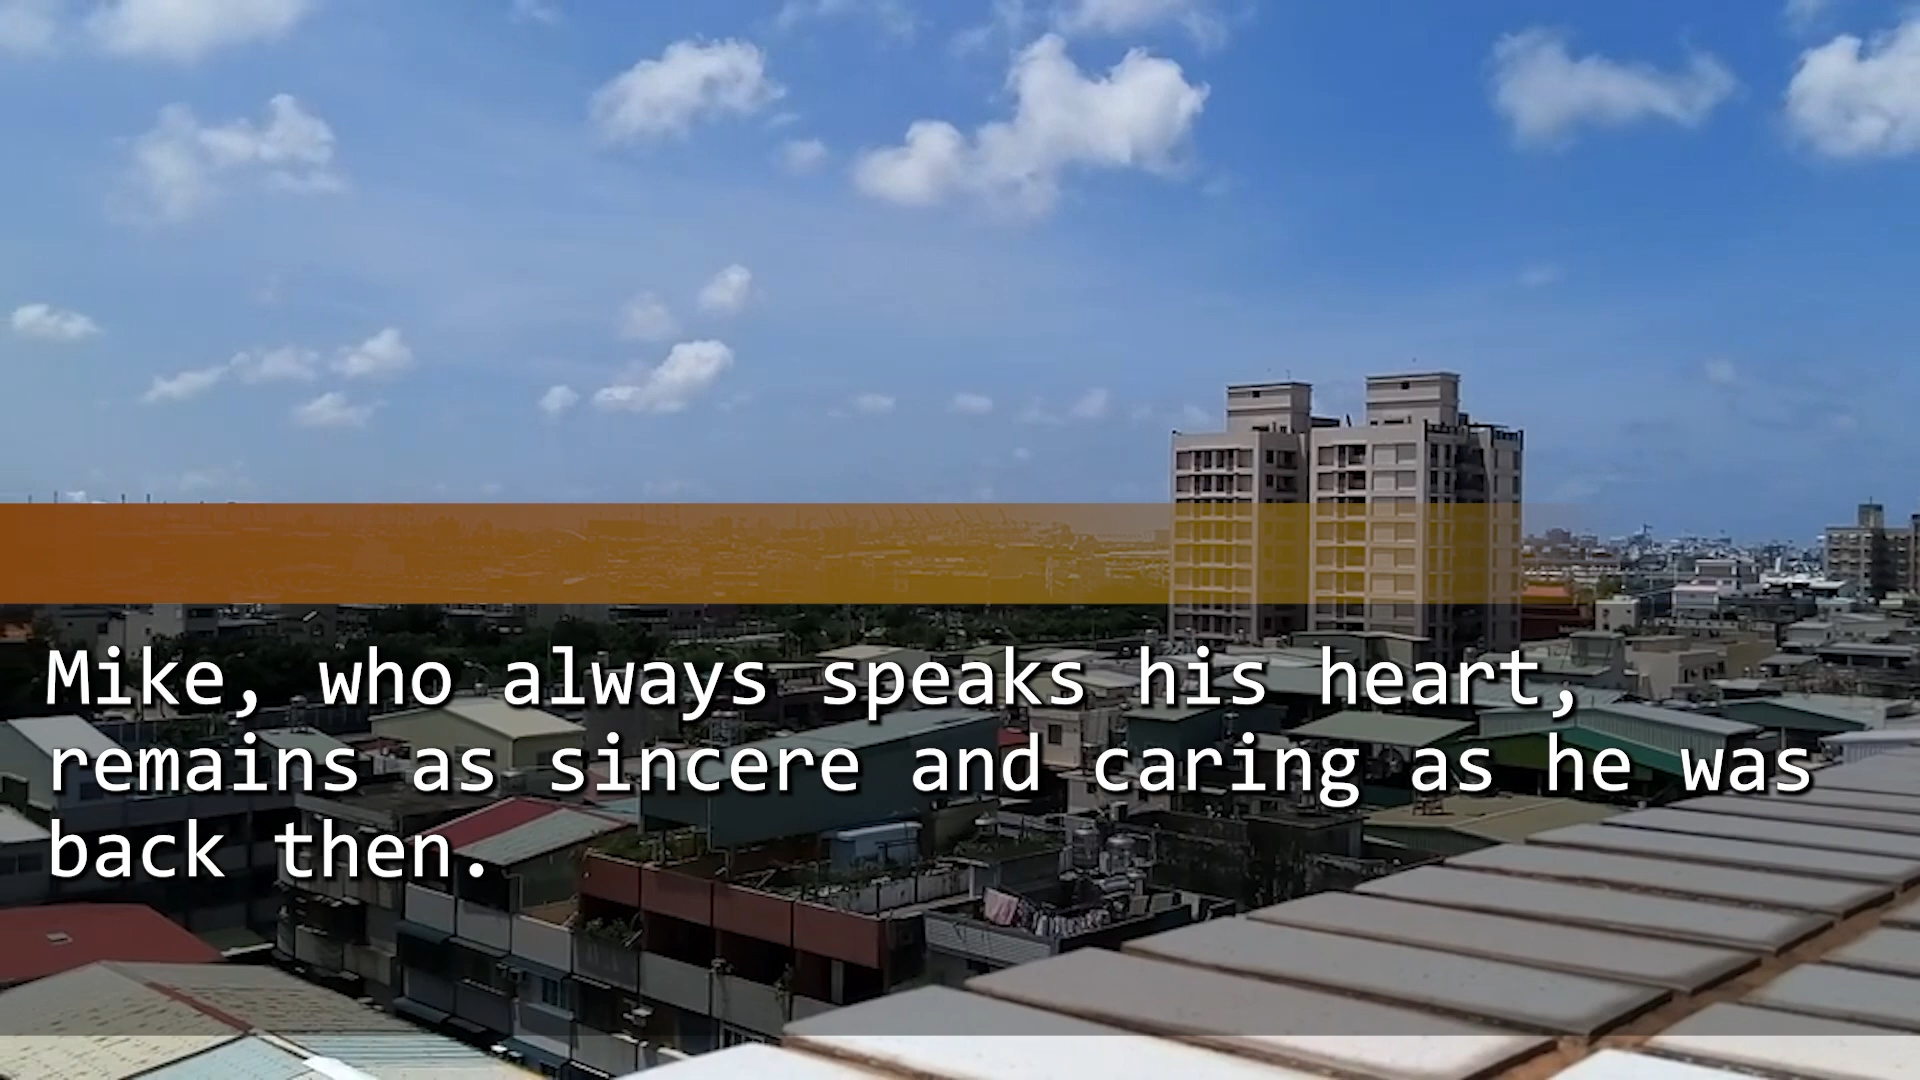 Mike, who always speaks his heart,
remains as sincere and caring as he was
back then.